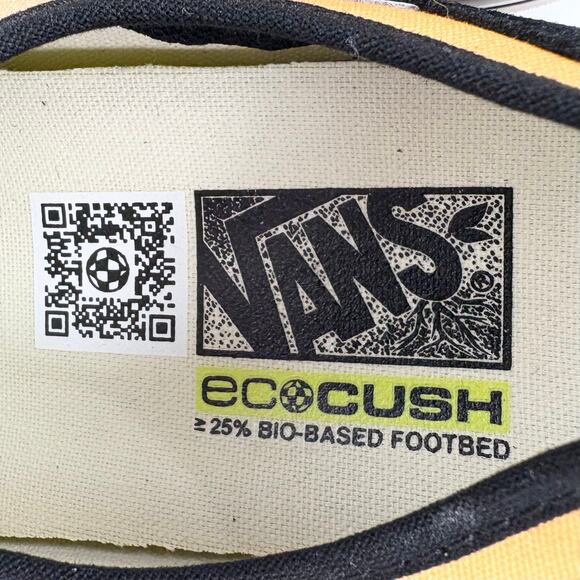 VANS
®
ecoCUSH
≥ 25% BIO-BASED FOOTBED